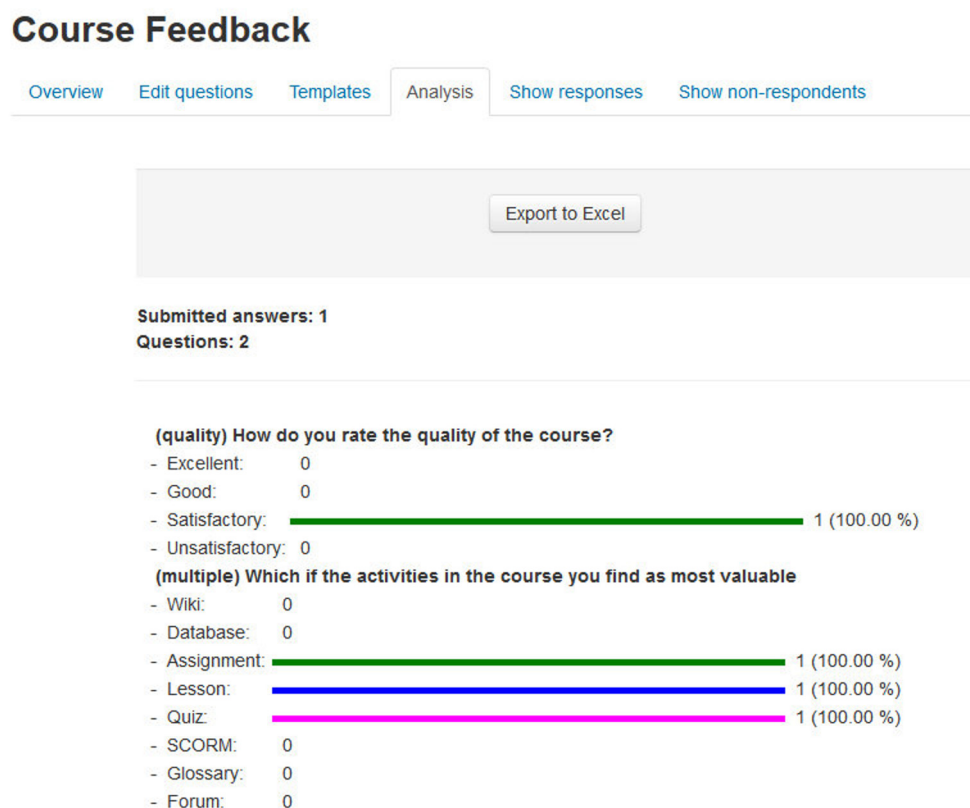 Course Feedback
Overview Edit questions Templates Analysis Show responses Show non-respondents
Export to Excel
Submitted answers: 1
Questions: 2
(quality) How do you rate the quality of the course?
- Excellent: 0
- Good: 0
- Satisfactory: 1 (100.00 %)
- Unsatisfactory: 0
(multiple) Which if the activities in the course you find as most valuable
- Wiki: 0
- Database: 0
- Assignment: 1 (100.00 %)
- Lesson: 1 (100.00 %)
- Quiz: 1 (100.00 %)
- SCORM: 0
- Glossary: 0
- Forum: 0